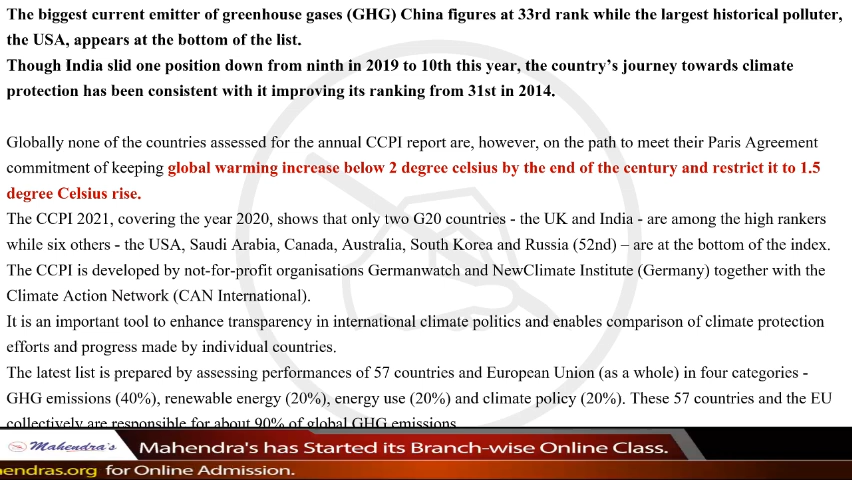 The biggest current emitter of greenhouse gases (GHG) China figures at 33rd rank while the largest historical polluter,
the USA, appears at the bottom of the list.
Though India slid one position down from ninth in 2019 to 10th this year, the country's journey towards climate
protection has been consistent with it improving its ranking from 31st in 2014.
Globally none of the countries assessed for the annual CCPI report are, however, on the path to meet their Paris Agreement
commitment of keeping global warming increase below 2 degree celsius by the end of the century and restrict it to 1.5
degree Celsius rise.
The CCPI 2021, covering the year 2020, shows that only two G20 countries - the UK and India - are among the high rankers
while six others - the USA, Saudi Arabia, Canada, Australia, South Korea and Russia (52nd) – are at the bottom of the index.
The CCPI is developed by not-for-profit organisations Germanwatch and NewClimate Institute (Germany) together with the
Climate Action Network (CAN International).
It is an important tool to enhance transparency in international climate politics and enables comparison of climate protection
efforts and progress made by individual countries.
The latest list is prepared by assessing performances of 57 countries and European Union (as a whole) in four categories -
GHG emissions (40%), renewable energy (20%), energy use (20%) and climate policy (20%). These 57 countries and the EU
collectively are responsible for about 90% of global GHG emissions
Mahendra's Mahendra's has Started its Branch-wise Online Class.
endras.org for Online Admission.